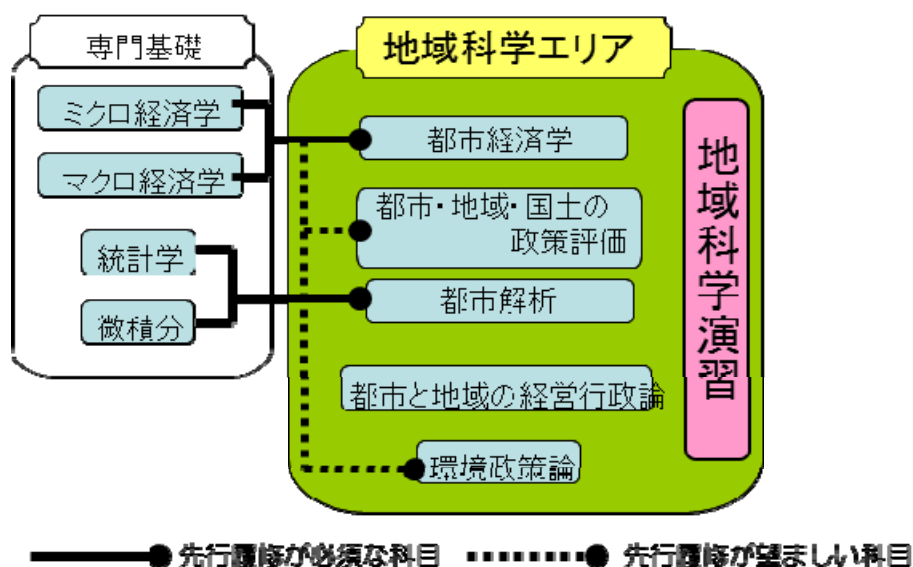 専門基礎
ミクロ経済学
マクロ経済学
統計学
微積分
地域科学エリア
都市経済学
都市・地域・国土の
政策評価
都市解析
都市と地域の経営行政論
環境政策論
地域科学演習
先行履修が必須な科目
先行履修が望ましい科目